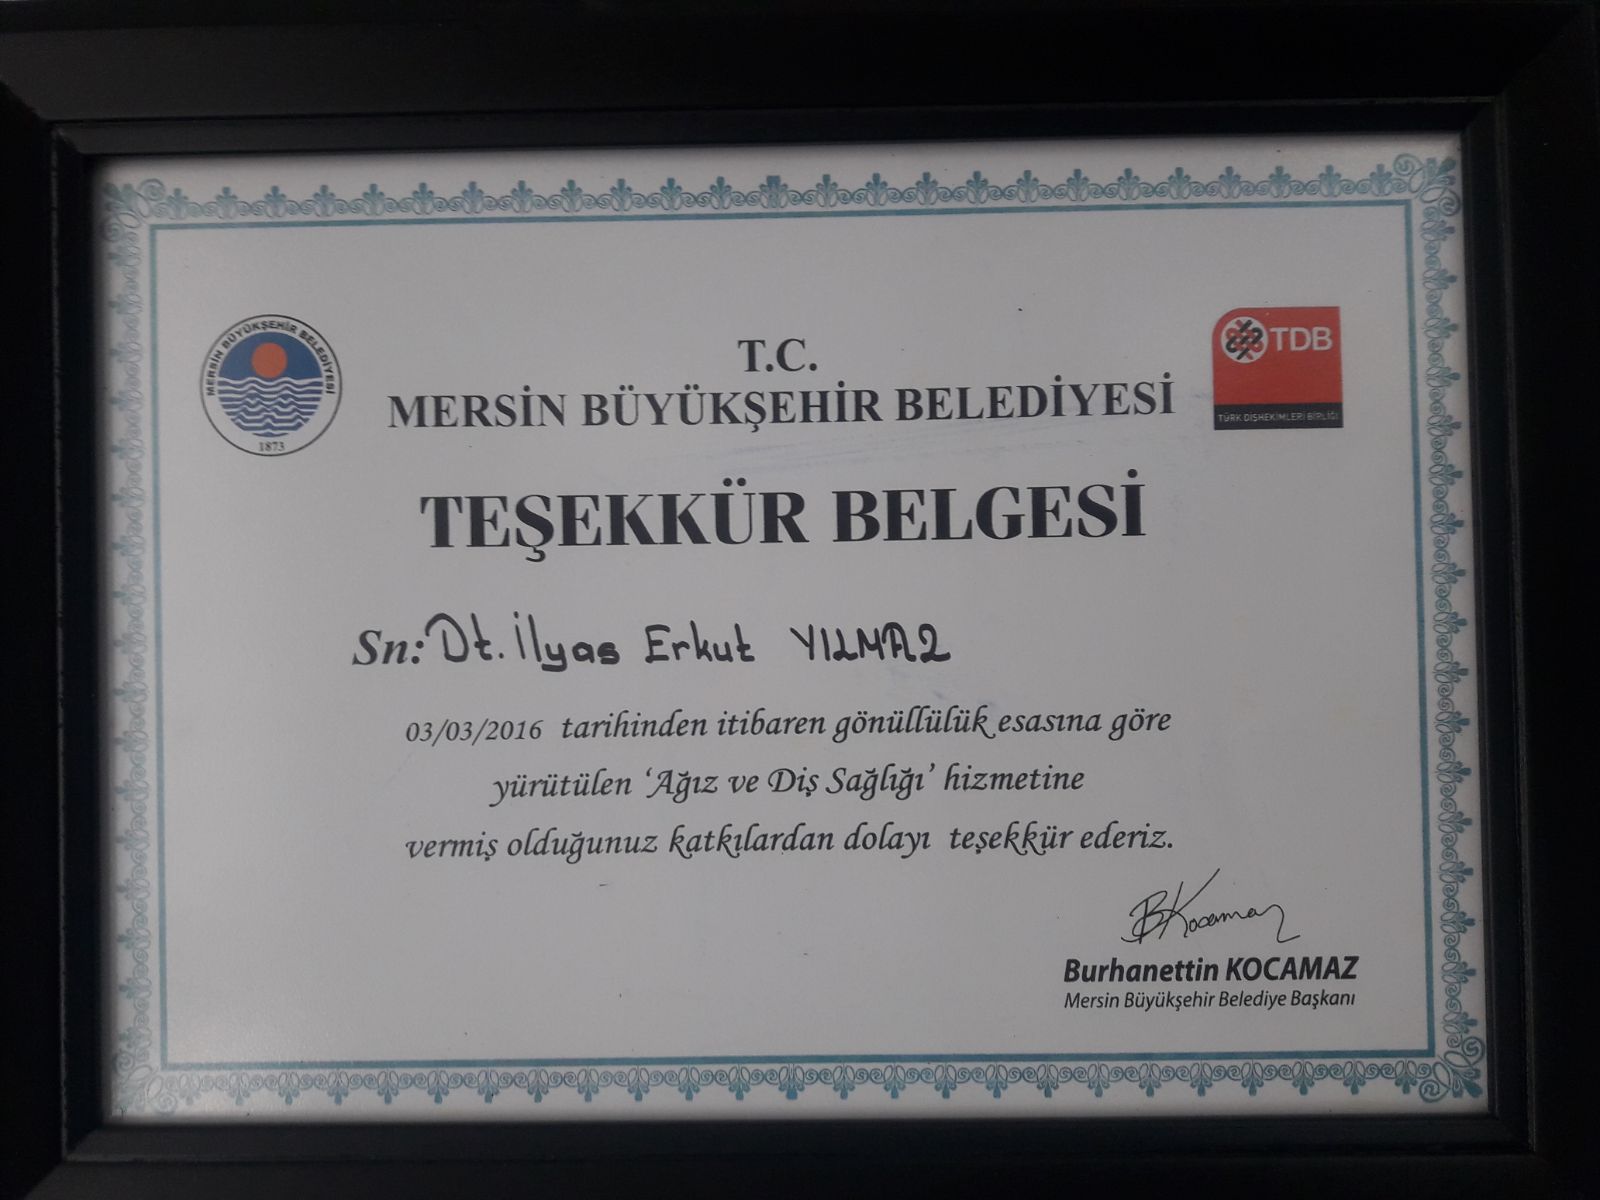 MERSİN BÜYÜKŞEHİR BELEDİYESİ
1873
TDB
TÜRK DİŞHEKİMLERİ BİRLİĞİ
T.C.
MERSİN BÜYÜKŞEHİR BELEDİYESİ
TEŞEKKÜR BELGESİ
Sn: Dt. İlyas Erkut YILMAZ
03/03/2016 tarihinden itibaren gönüllülük esasına göre
yürütülen ‘Ağız ve Diş Sağlığı’ hizmetine
vermiş olduğunuz katkılardan dolayı teşekkür ederiz.
BKocamaz
Burhanettin KOCAMAZ
Mersin Büyükşehir Belediye Başkanı